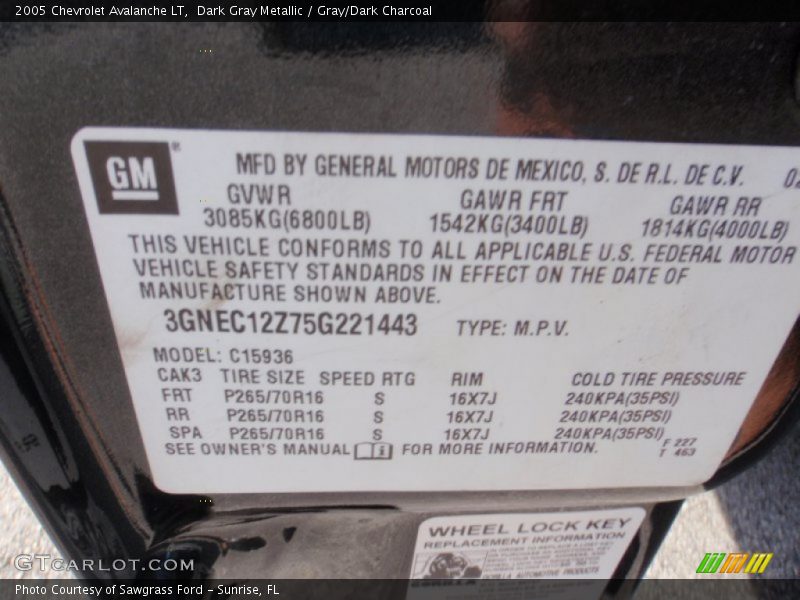 2005 Chevrolet Avalanche LT,  Dark Gray Metallic / Gray/Dark Charcoal
GM®
MFD BY GENERAL MOTORS DE MEXICO, S. DE R.L. DE C.V.
GVWR GAWR FRT GAWR RR
3085KG(6800LB) 1542KG(3400LB) 1814KG(4000LB)
THIS VEHICLE CONFORMS TO ALL APPLICABLE U.S. FEDERAL MOTOR
VEHICLE SAFETY STANDARDS IN EFFECT ON THE DATE OF
MANUFACTURE SHOWN ABOVE.
3GNEC12Z75G221443 TYPE: M.P.V.
MODEL: C15936
CAK3 TIRE SIZE SPEED RTG RIM COLD TIRE PRESSURE
FRT P265/70R16 S 16X7J 240KPA(35PSI)
RR P265/70R16 S 16X7J 240KPA(35PSI)
SPA P265/70R16 S 16X7J 240KPA(35PSI)
SEE OWNER'S MANUAL FOR MORE INFORMATION.
F 227
T 463
WHEEL LOCK KEY
REPLACEMENT INFORMATION
GORILLA AUTOMOTIVE PRODUCTS
GTCARLOT.COM
Photo Courtesy of Sawgrass Ford - Sunrise, FL